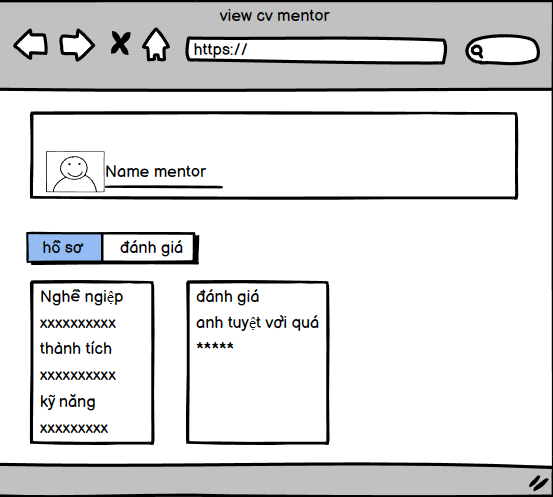 view cv mentor
https://
Name mentor
hồ sơ
đánh giá
Nghề ngiệp
xxxxxxxxxx
thành tích
xxxxxxxxxx
kỹ năng
xxxxxxxxx
đánh giá
anh tuyệt vời quá
*****